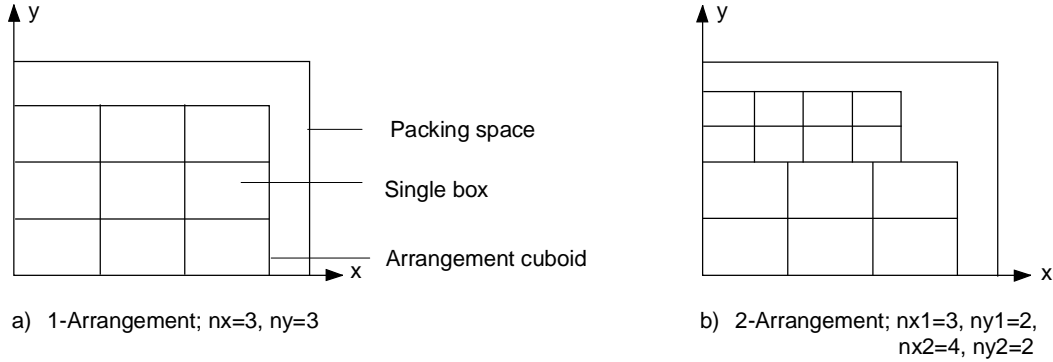 y
Packing space
Single box
Arrangement cuboid
x
a) 1-Arrangement; nx=3, ny=3
y
x
b) 2-Arrangement; nx1=3, ny1=2,
nx2=4, ny2=2